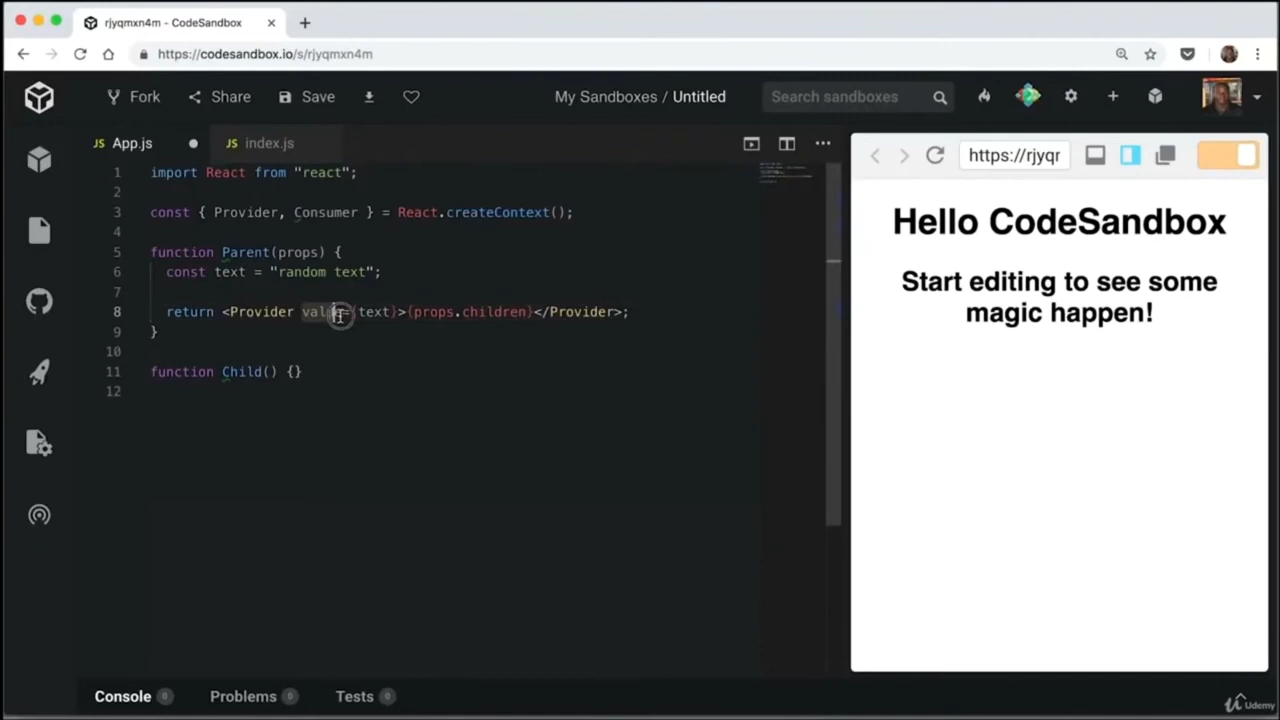 rjyqmxn4m - CodeSandbox
https://codesandbox.io/s/rjyqmxn4m
Fork Share Save My Sandboxes / Untitled Search sandboxes
JS App.js JS index.js
https://rjyqr
1 import React from "react";
2
3 const { Provider, Consumer } = React.createContext();
4
5 function Parent(props) {
6 const text = "random text";
7
8 return <Provider value={text}>{props.children}</Provider>;
9 }
10
11 function Child() {}
12
Hello CodeSandbox
Start editing to see some
magic happen!
Console 0 Problems 0 Tests 0
Udemy